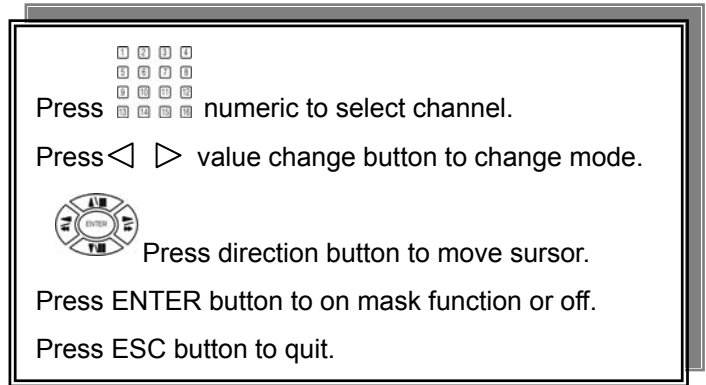 1 2 3 4
5 6 7 8
9 10 11 12
13 14 15 16
Press numeric to select channel.
Press ◁ ▷ value change button to change mode.
ENTER
Press direction button to move sursor.
Press ENTER button to on mask function or off.
Press ESC button to quit.